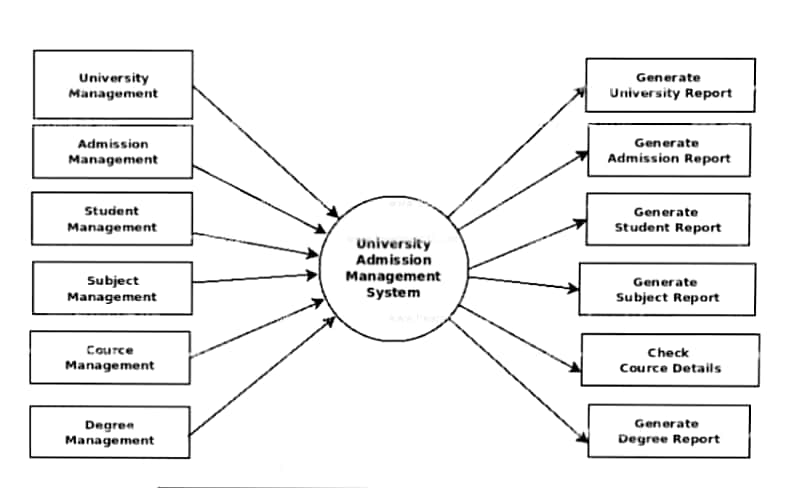 University
Management
Admission
Management
Student
Management
Subject
Management
Cource
Management
Degree
Management
University
Admission
Management
System
Generate
University Report
Generate
Admission Report
Generate
Student Report
Generate
Subject Report
Check
Cource Details
Generate
Degree Report